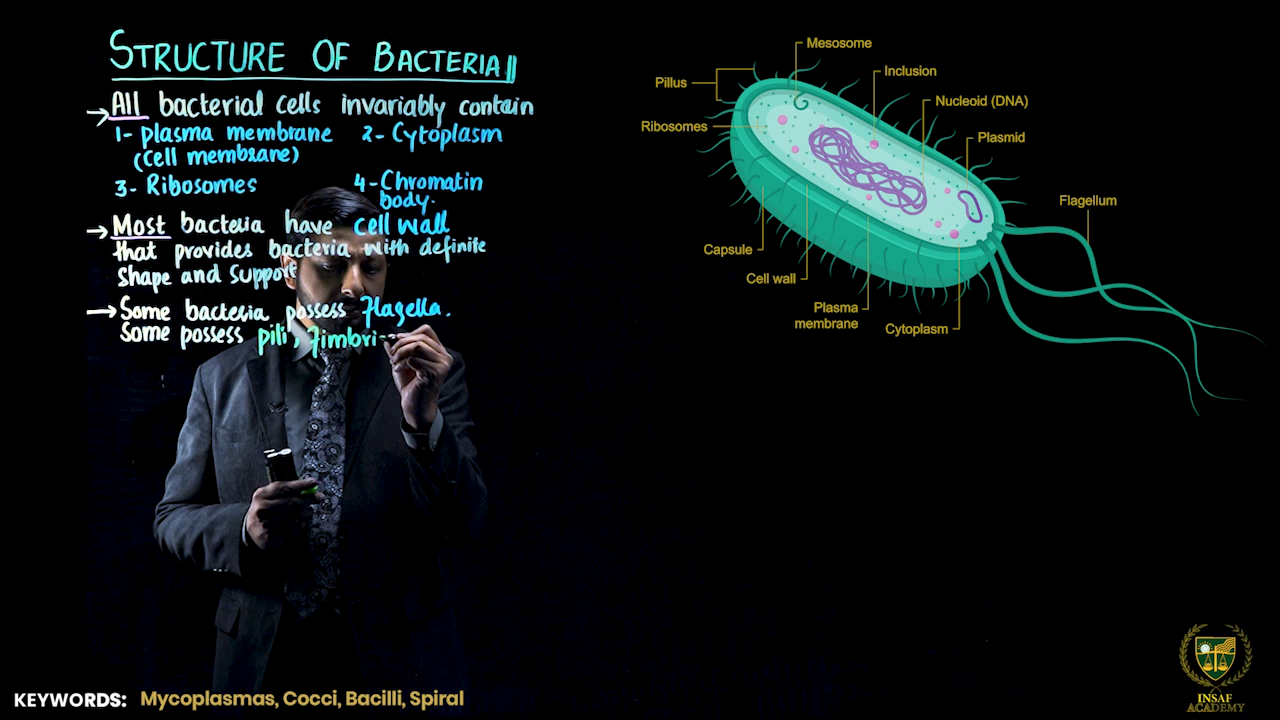 STRUCTURE OF BACTERIA
→ All bacterial cells invariably contain
1- plasma membrane 2- Cytoplasm
(Cell membrane)
3- Ribosomes 4- Chromatin
body.
→ Most bacteria have cell wall
that provides bacteria with definite
Shape and Support
→ Some bacteria possess Flagella.
Some possess pili, Fimbri
Mesosome
Pillus
Inclusion
Nucleoid (DNA)
Ribosomes
Plasmid
Flagellum
Capsule
Cell wall
Plasma
membrane
Cytoplasm
KEYWORDS: Mycoplasmas, Cocci, Bacilli, Spiral
INSAF
ACADEMY